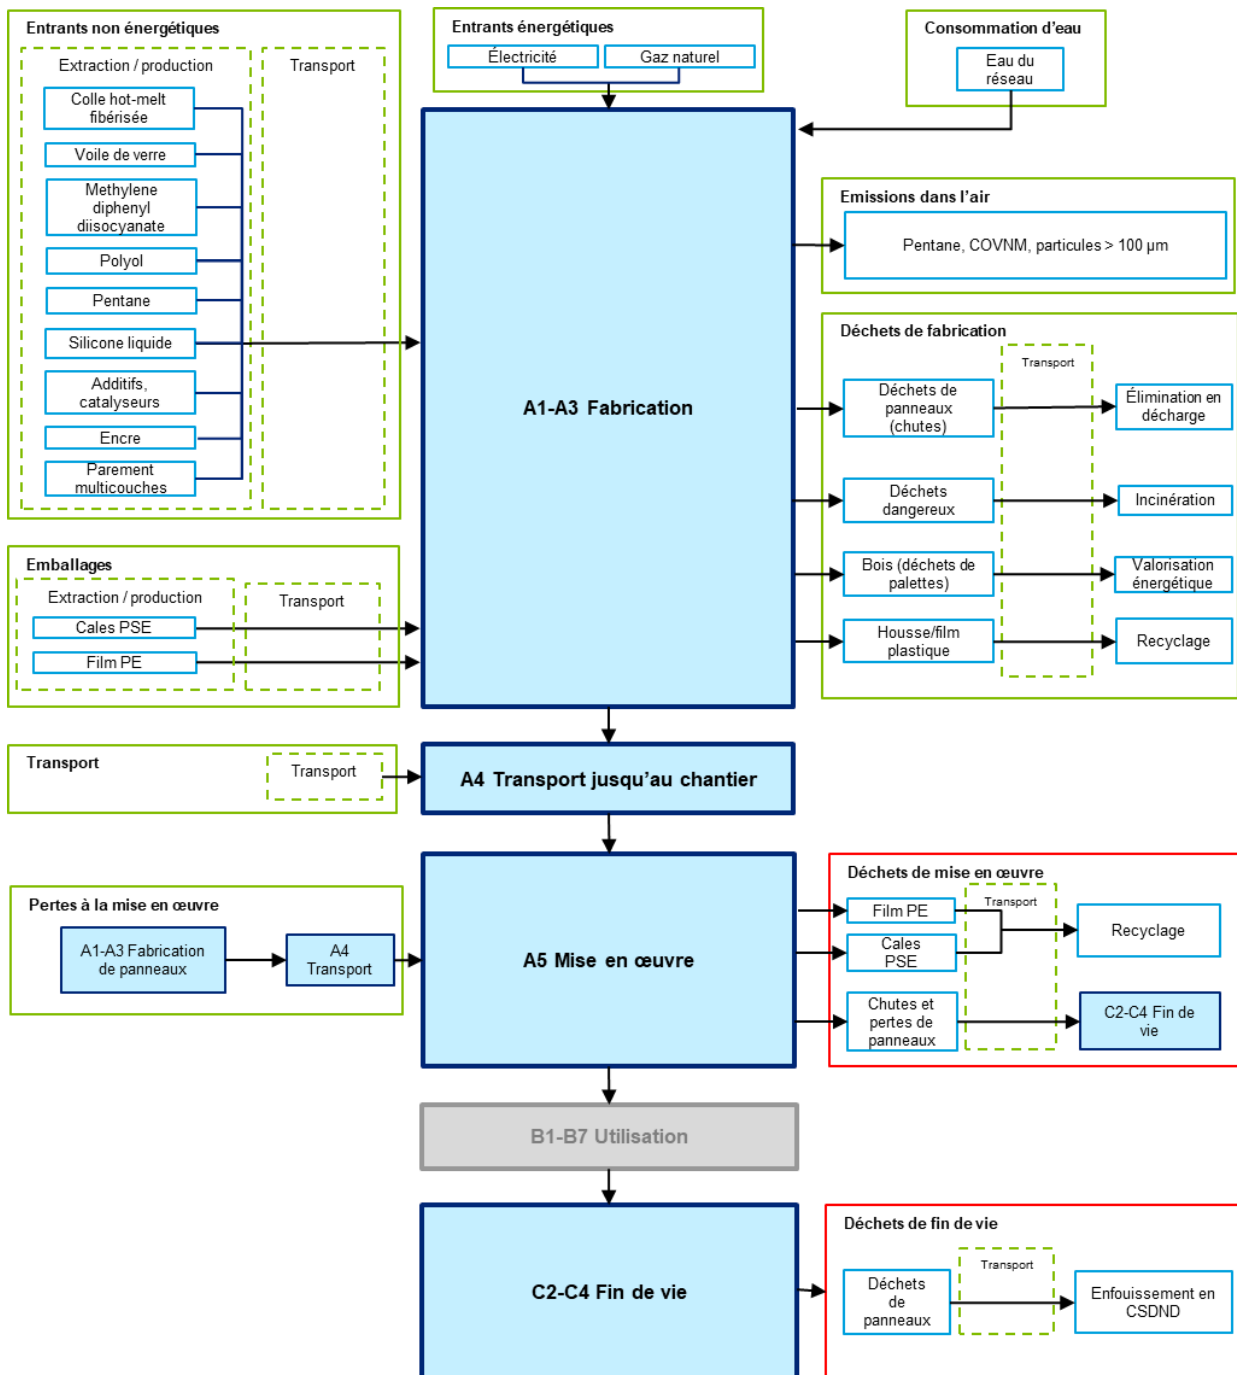 Entrants non énergétiques
Extraction / production
Transport
Colle hot-melt
fibérisée
Voile de verre
Methylene
diphenyl
diisocyanate
Polyol
Pentane
Silicone liquide
Additifs,
catalyseurs
Encre
Parement
multicouches
Entrants énergétiques
Électricité
Gaz naturel
Consommation d'eau
Eau du
réseau
A1-A3 Fabrication
Emissions dans l'air
Pentane, COVNM, particules > 100 µm
Déchets de fabrication
Transport
Déchets de
panneaux
(chutes)
Élimination en
décharge
Déchets
dangereux
Incinération
Bois (déchets de
palettes)
Valorisation
énergétique
Housse/film
plastique
Recyclage
Emballages
Extraction / production
Transport
Cales PSE
Film PE
Transport
Transport
A4 Transport jusqu'au chantier
Pertes à la mise en œuvre
A1-A3 Fabrication
de panneaux
A4
Transport
A5 Mise en œuvre
Déchets de mise en œuvre
Transport
Film PE
Cales
PSE
Recyclage
Chutes et
pertes de
panneaux
C2-C4 Fin de
vie
B1-B7 Utilisation
C2-C4 Fin de vie
Déchets de fin de vie
Transport
Déchets
de
panneaux
Enfouissement en
CSDND